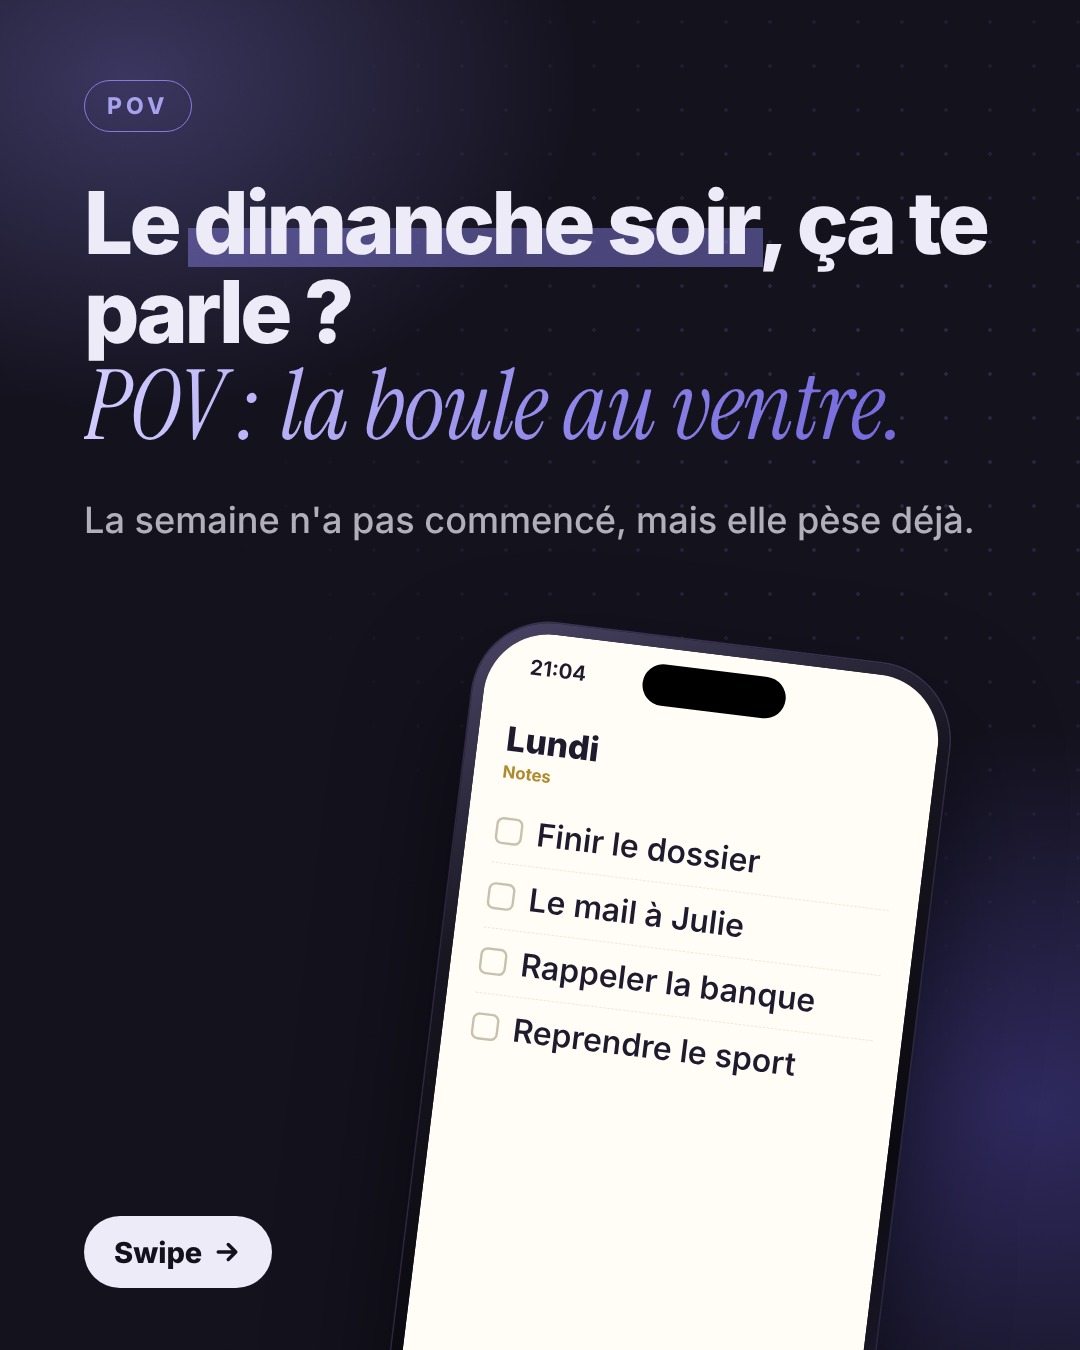 POV
Le dimanche soir, ça te
parle ?
POV : la boule au ventre.
La semaine n'a pas commencé, mais elle pèse déjà.
21:04
Lundi
Notes
Finir le dossier
Le mail à Julie
Rappeler la banque
Reprendre le sport
Swipe →